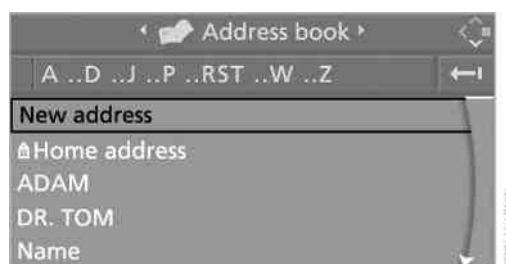 Address book
A ..D ..J ..P ..RST ..W ..Z
New address
Home address
ADAM
DR. TOM
Name